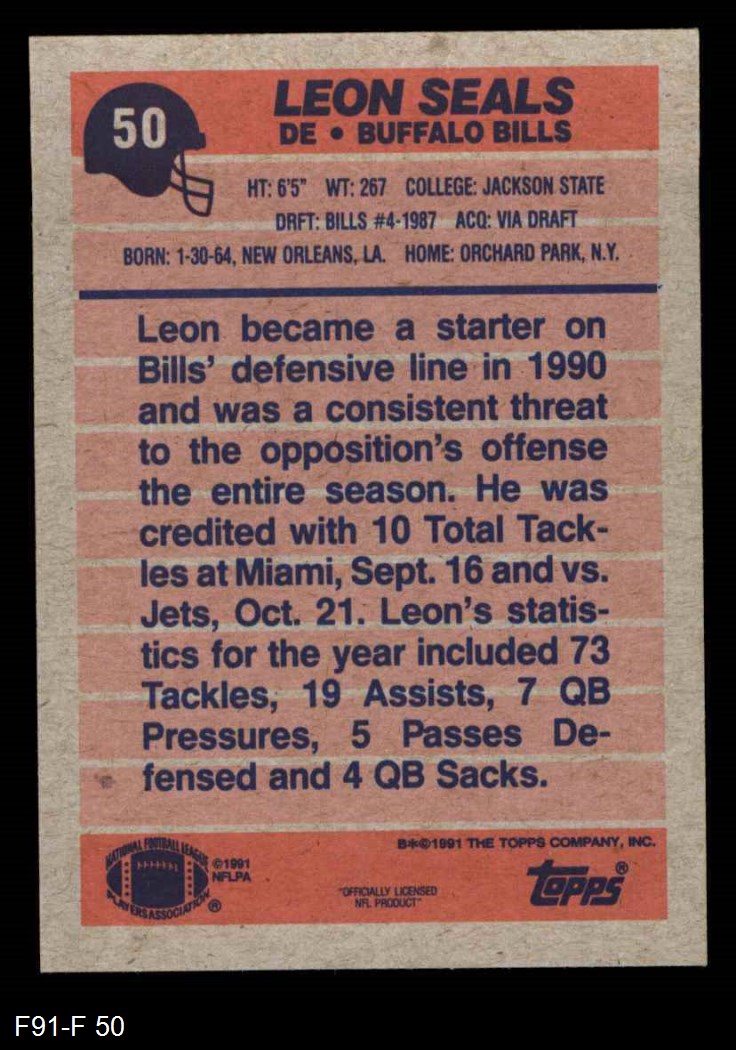 50
LEON SEALS
DE • BUFFALO BILLS
HT: 6'5" WT: 267 COLLEGE: JACKSON STATE
DRFT: BILLS #4-1987 ACQ: VIA DRAFT
BORN: 1-30-64, NEW ORLEANS, LA. HOME: ORCHARD PARK, N.Y.
Leon became a starter on
Bills' defensive line in 1990
and was a consistent threat
to the opposition's offense
the entire season. He was
credited with 10 Total Tack-
les at Miami, Sept. 16 and vs.
Jets, Oct. 21. Leon's statis-
tics for the year included 73
Tackles, 19 Assists, 7 QB
Pressures, 5 Passes De-
fensed and 4 QB Sacks.
NATIONAL FOOTBALL LEAGUE
PLAYERS ASSOCIATION ®
©1991
NFLPA
"OFFICIALLY LICENSED
NFL PRODUCT"
B*©1991 THE TOPPS COMPANY, INC.
topps®
F91-F 50